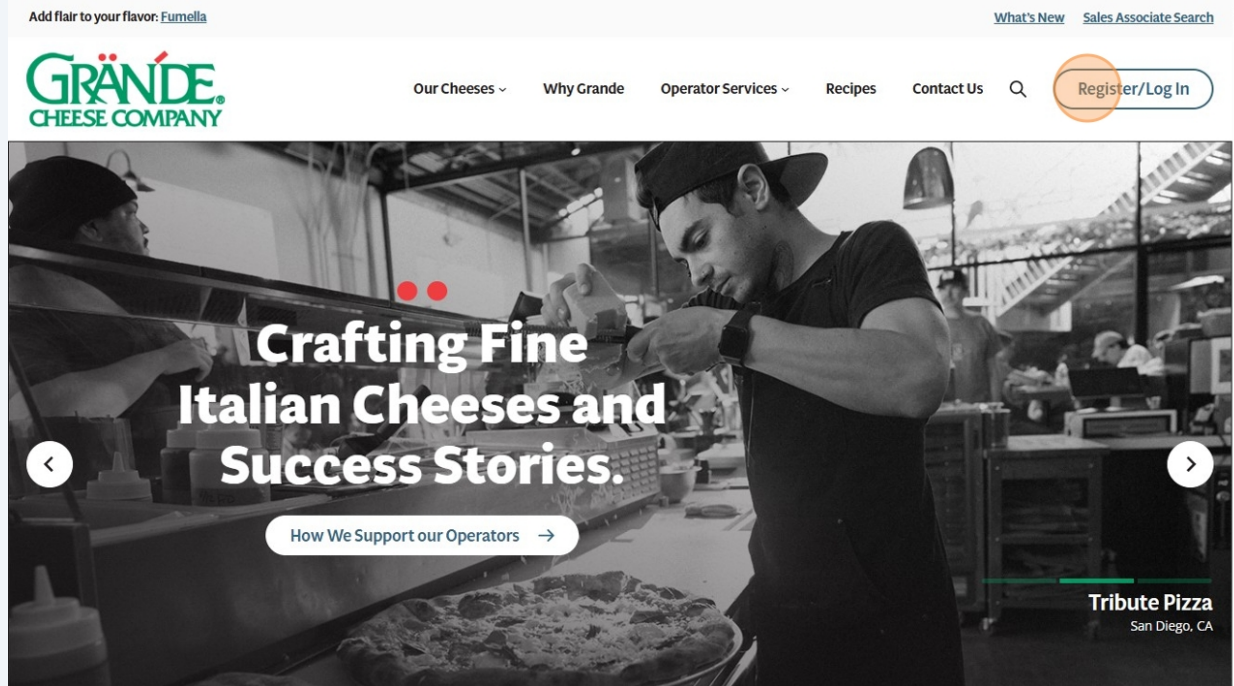 Add flair to your flavor: Fumella
What's New
Sales Associate Search
GRÄNDE®
CHEESE COMPANY
Our Cheeses
Why Grande
Operator Services
Recipes
Contact Us
Register/Log In
Crafting Fine
Italian Cheeses and
Success Stories.
How We Support our Operators →
Tribute Pizza
San Diego, CA